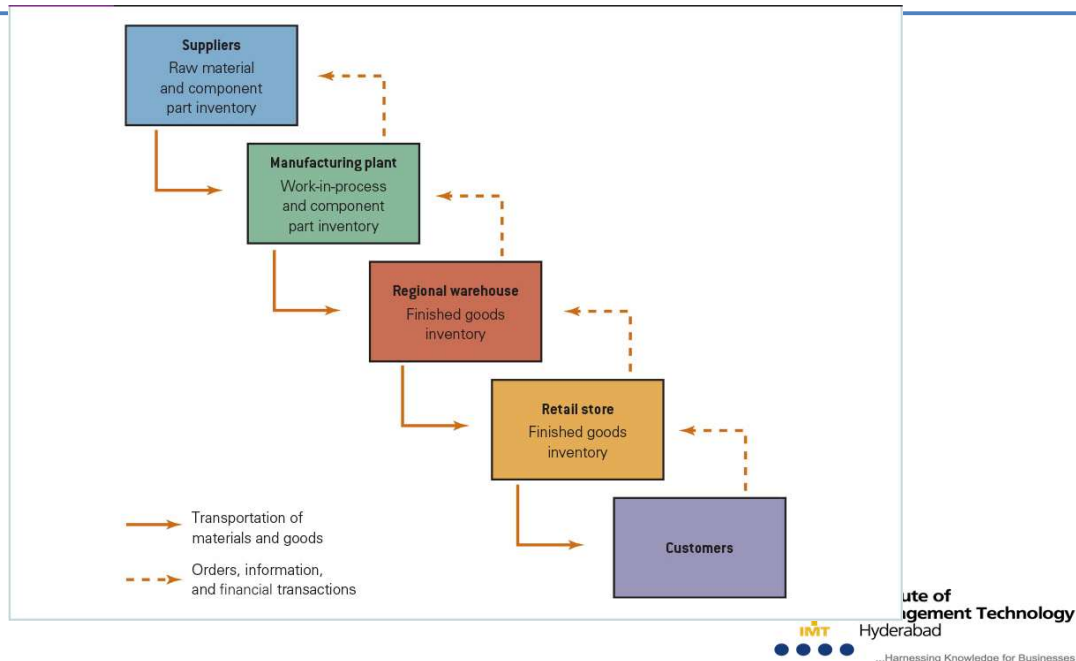 Suppliers
Raw material
and component
part inventory
Manufacturing plant
Work-in-process
and component
part inventory
Regional warehouse
Finished goods
inventory
Retail store
Finished goods
inventory
Customers
Transportation of
materials and goods
Orders, information,
and financial transactions
ute of
gement Technology
IMT
Hyderabad
...Harnessing Knowledge for Businesses